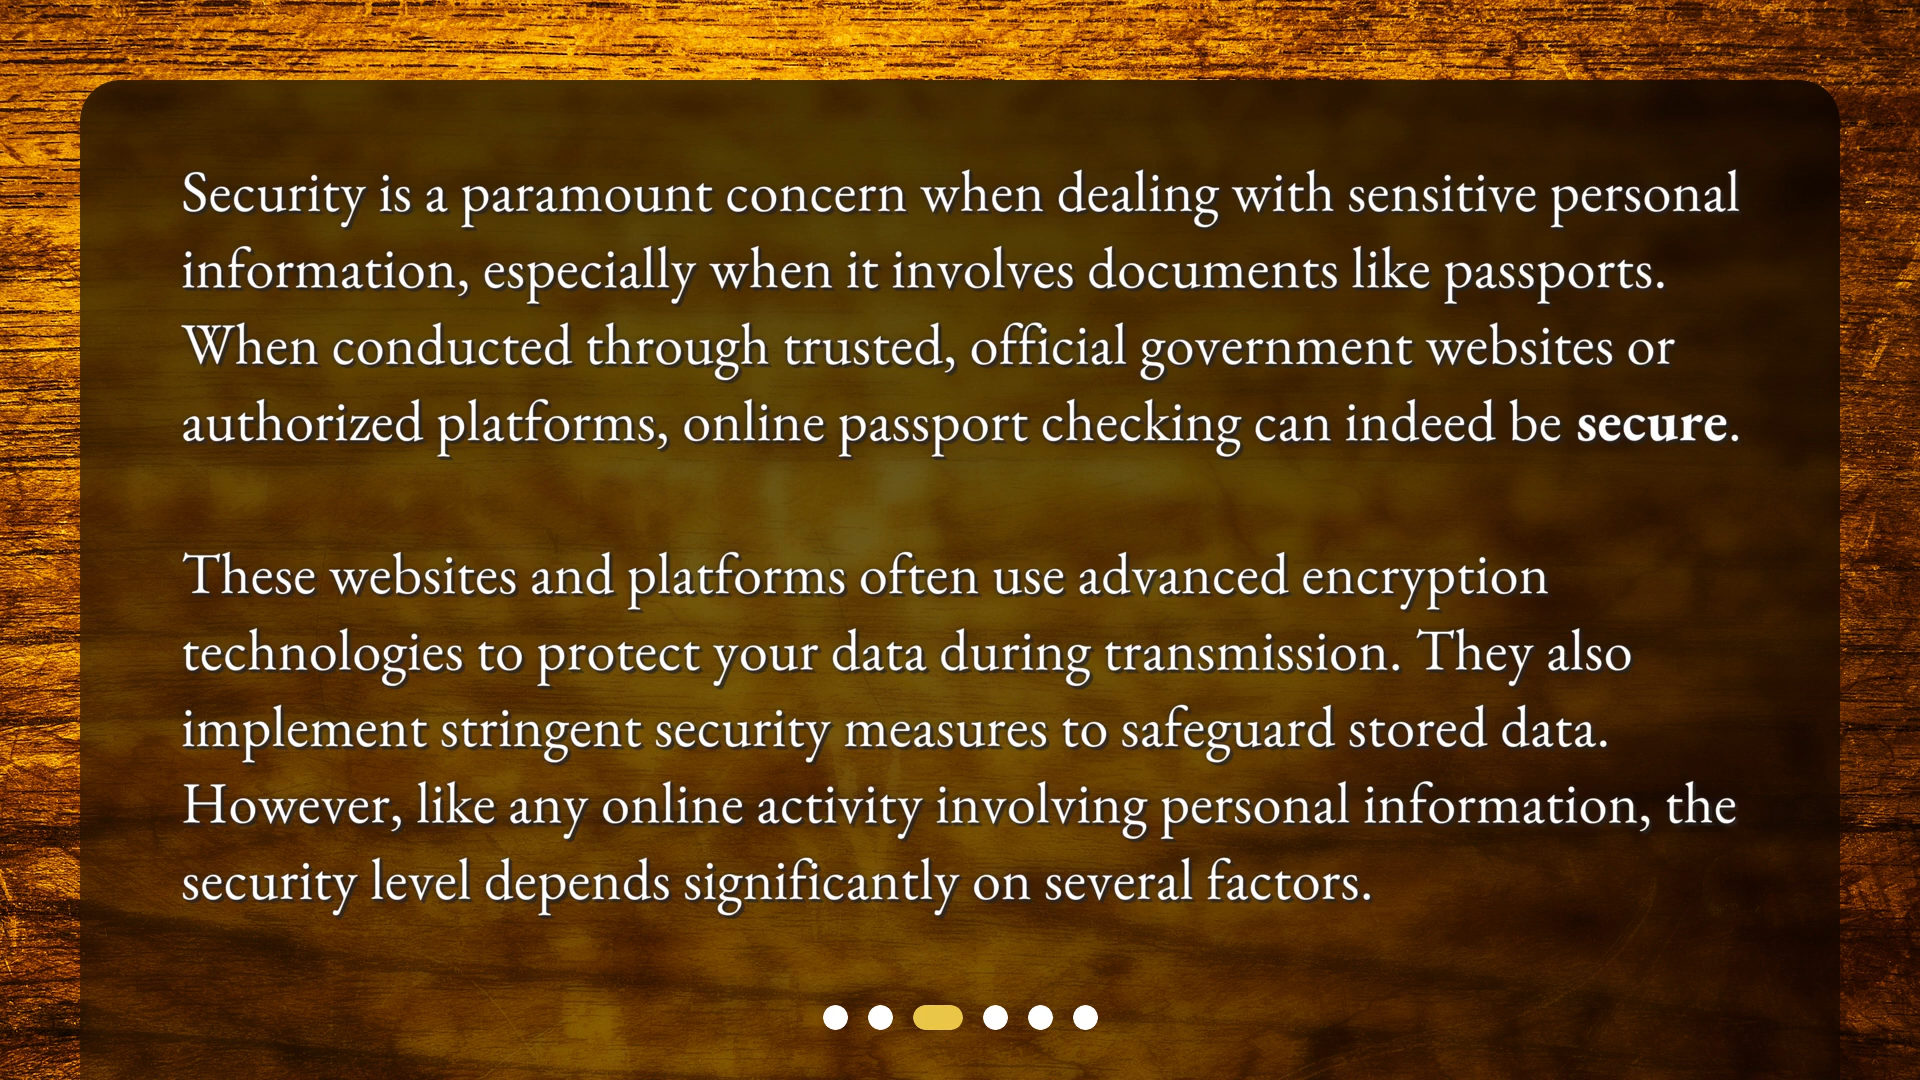 Security is a paramount concern when dealing with sensitive personal
information, especially when it involves documents like passports.
When conducted through trusted, official government websites or
authorized platforms, online passport checking can indeed be secure.
These websites and platforms often use advanced encryption
technologies to protect your data during transmission. They also
implement stringent security measures to safeguard stored data.
However, like any online activity involving personal information, the
security level depends significantly on several factors.